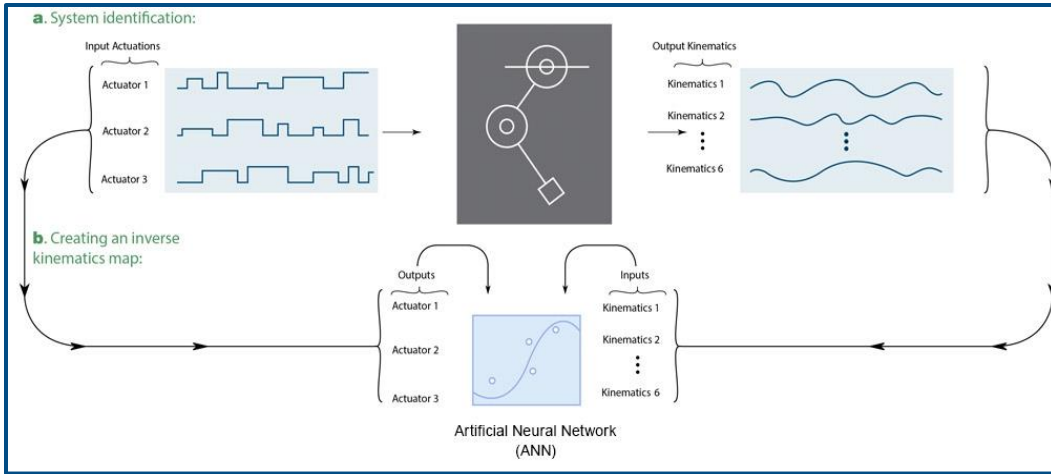 a. System identification:
Input Actuations
Actuator 1
Actuator 2
Actuator 3
Output Kinematics
Kinematics 1
Kinematics 2
Kinematics 6
b. Creating an inverse
kinematics map:
Outputs
Actuator 1
Actuator 2
Actuator 3
Inputs
Kinematics 1
Kinematics 2
Kinematics 6
Artificial Neural Network
(ANN)